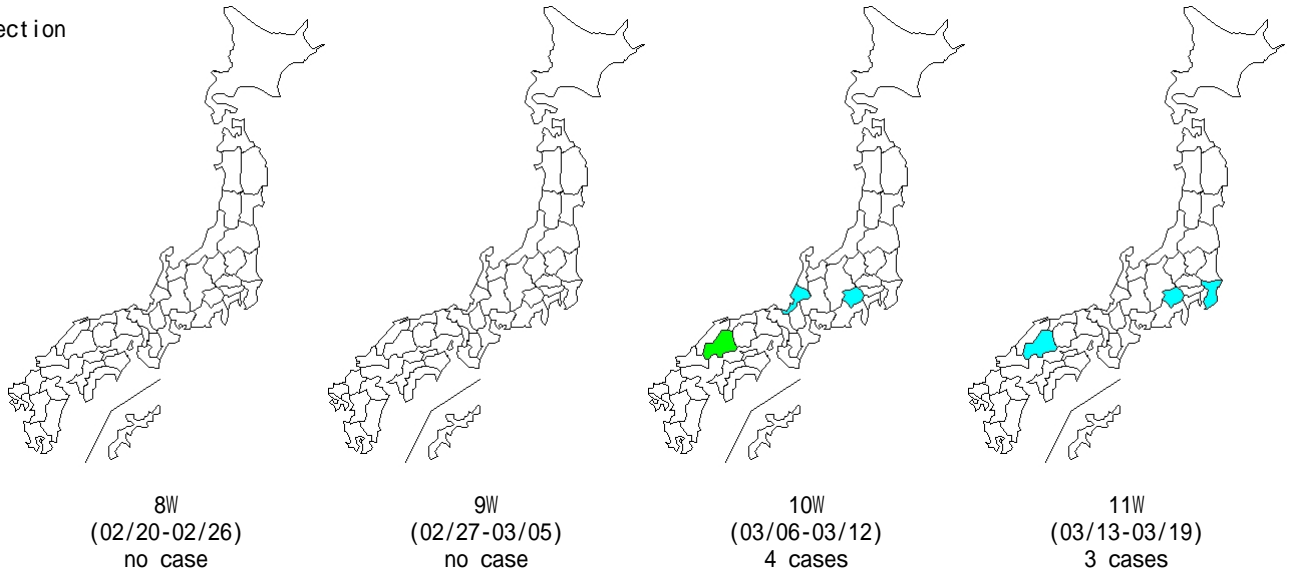 ection
8W
(02/20-02/26)
no case
9W
(02/27-03/05)
no case
10W
(03/06-03/12)
4 cases
11W
(03/13-03/19)
3 cases